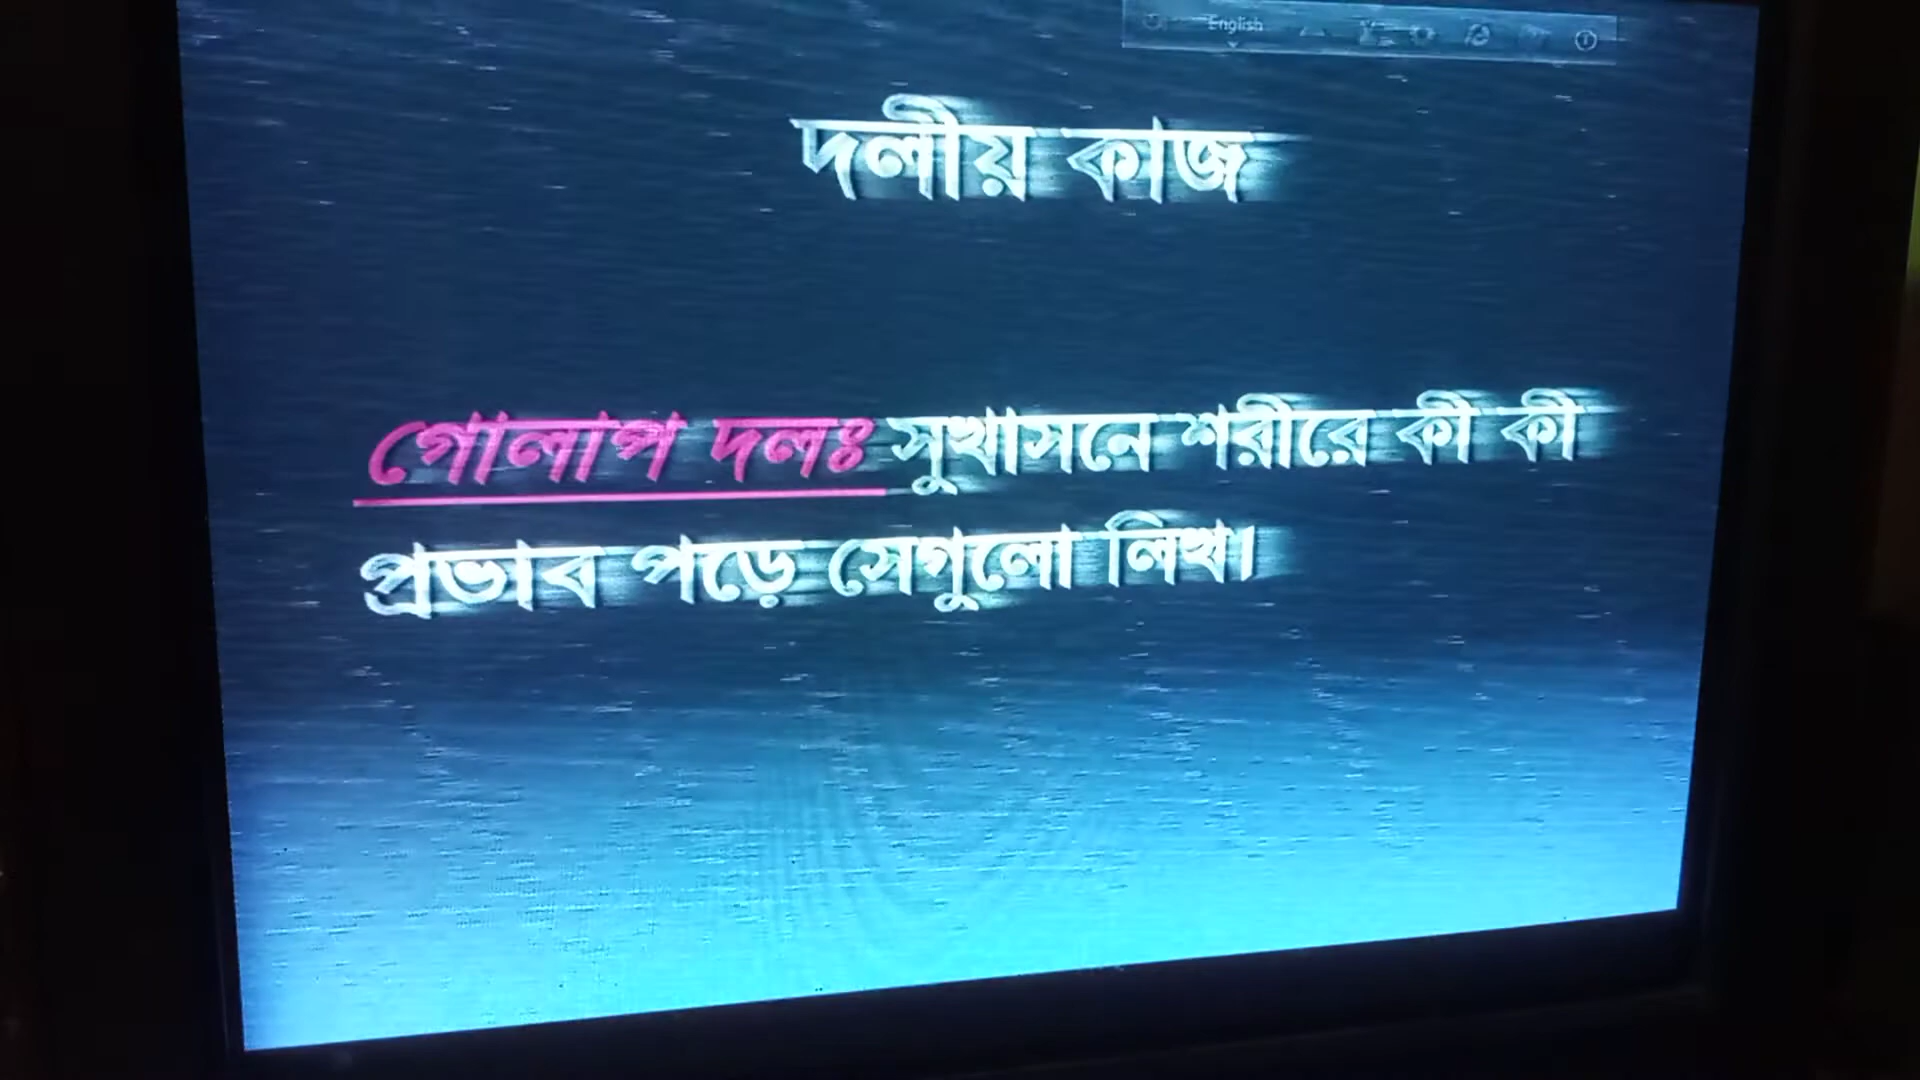 English
দলীয় কাজ
গোলাপ দলঃ সুখাসনে শরীরে কী কী
প্রভাব পড়ে সেগুলো লিখ।